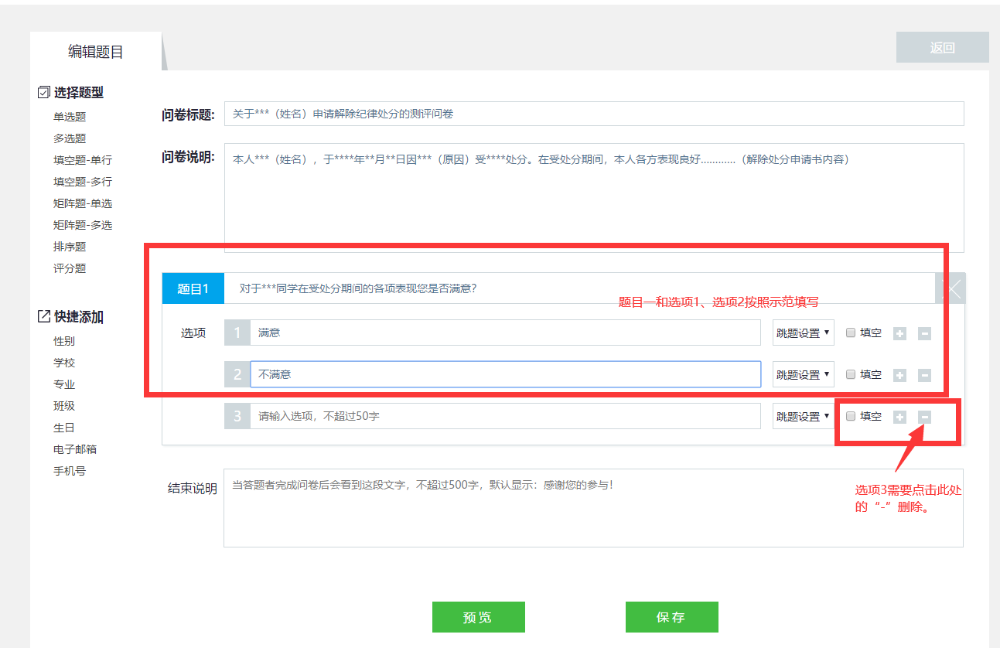 编辑题目
返回
选择题型
单选题
多选题
填空题-单行
填空题-多行
矩阵题-单选
矩阵题-多选
排序题
评分题
快捷添加
性别
学校
专业
班级
生日
电子邮箱
手机号
问卷标题: 关于***（姓名）申请解除纪律处分的测评问卷
问卷说明: 本人***（姓名），于****年**月**日因***（原因）受****处分。在受处分期间，本人各方表现良好…………（解除处分申请书内容）
题目1 对于***同学在受处分期间的各项表现您是否满意？
题目一和选项1、选项2按照示范填写
选项 1 满意 跳题设置 填空
2 不满意 跳题设置 填空
3 请输入选项，不超过50字 跳题设置 填空
结束说明 当答题者完成问卷后会看到这段文字，不超过500字，默认显示：感谢您的参与！
选项3需要点击此处
的“-”删除。
预览 保存